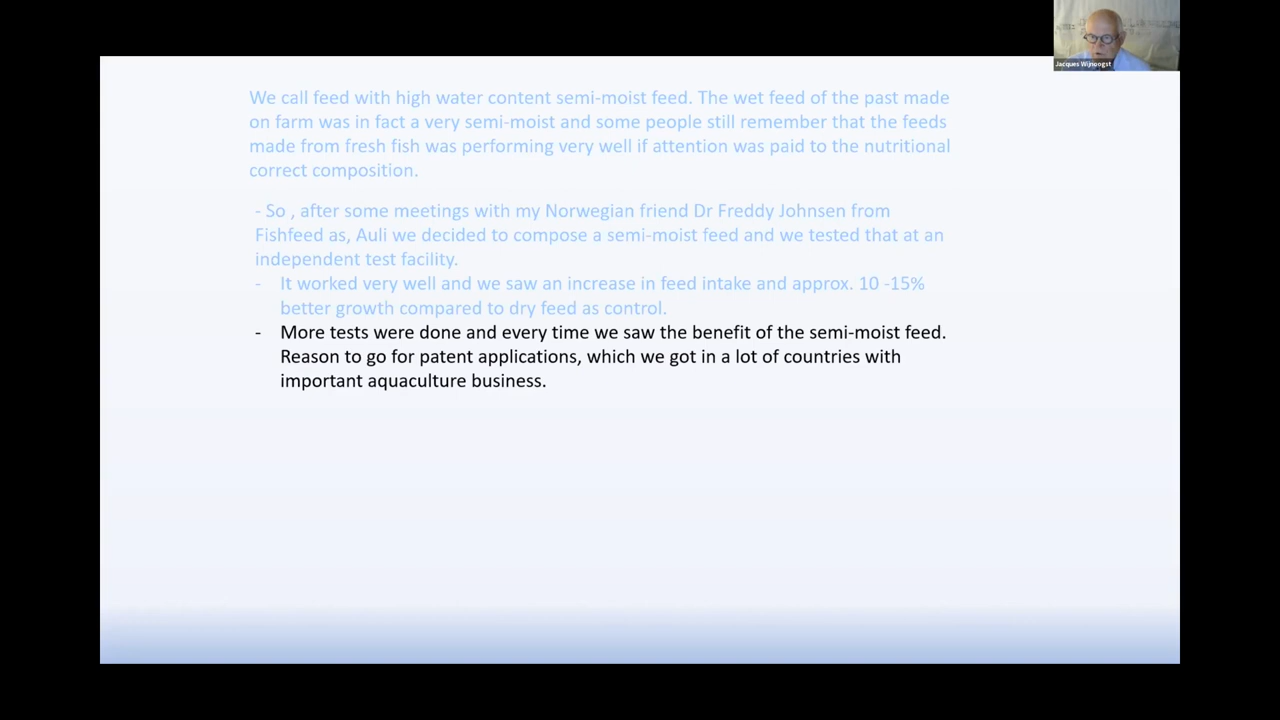 Jacques Wijnoogst
We call feed with high water content semi-moist feed. The wet feed of the past made
on farm was in fact a very semi-moist and some people still remember that the feeds
made from fresh fish was performing very well if attention was paid to the nutritional
correct composition.
- So , after some meetings with my Norwegian friend Dr Freddy Johnsen from
Fishfeed as, Auli we decided to compose a semi-moist feed and we tested that at an
independent test facility.
- It worked very well and we saw an increase in feed intake and approx. 10 -15%
better growth compared to dry feed as control.
- More tests were done and every time we saw the benefit of the semi-moist feed.
Reason to go for patent applications, which we got in a lot of countries with
important aquaculture business.